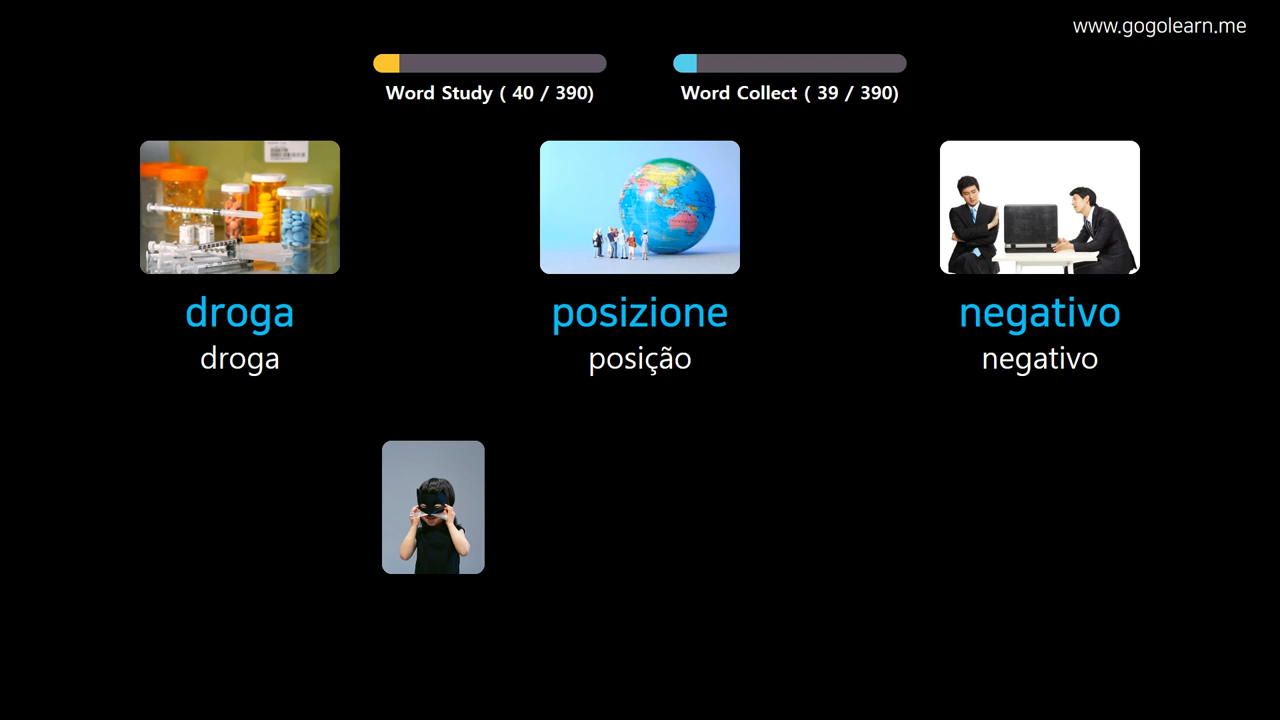 www.gogolearn.me
Word Study ( 40 / 390)
Word Collect ( 39 / 390)
droga
posizione
negativo
droga
posição
negativo